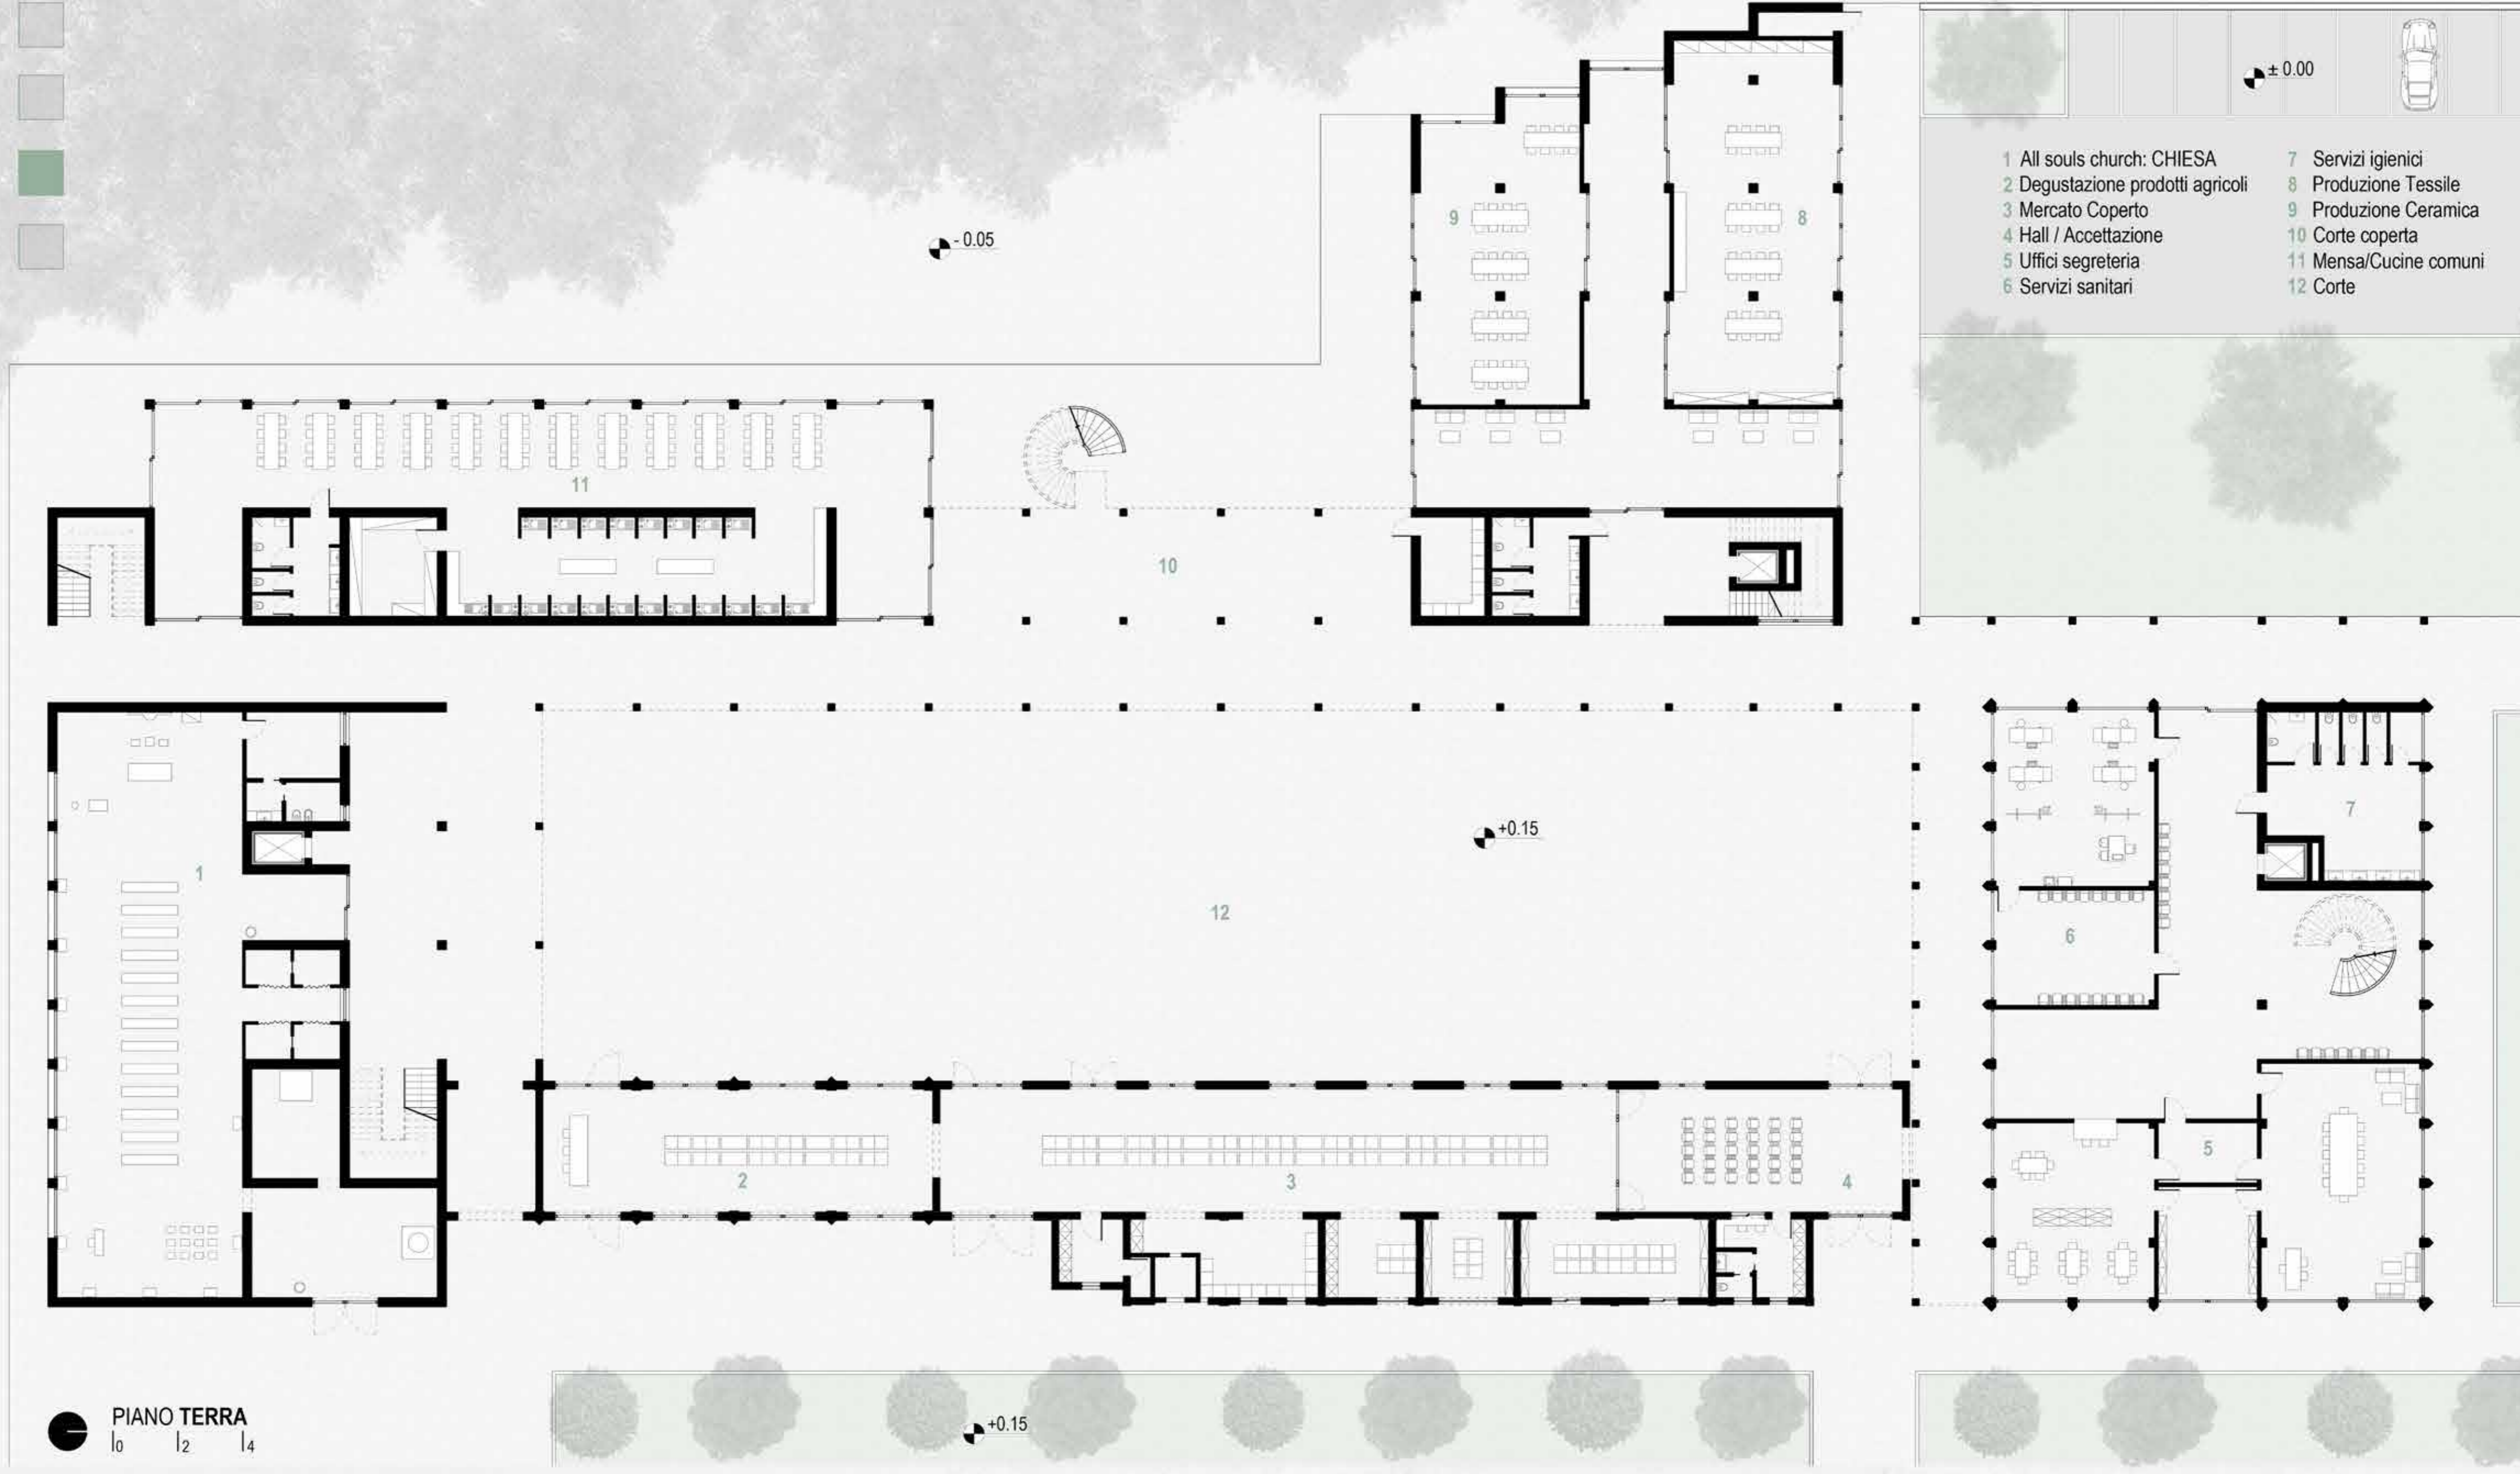 ± 0.00
1 All souls church: CHIESA
2 Degustazione prodotti agricoli
3 Mercato Coperto
4 Hall / Accettazione
5 Uffici segreteria
6 Servizi sanitari
7 Servizi igienici
8 Produzione Tessile
9 Produzione Ceramica
10 Corte coperta
11 Mensa/Cucine comuni
12 Corte
9
8
- 0.05
11
10
+0.15
7
1
12
6
5
2
3
4
PIANO TERRA
0 2 4
+0.15